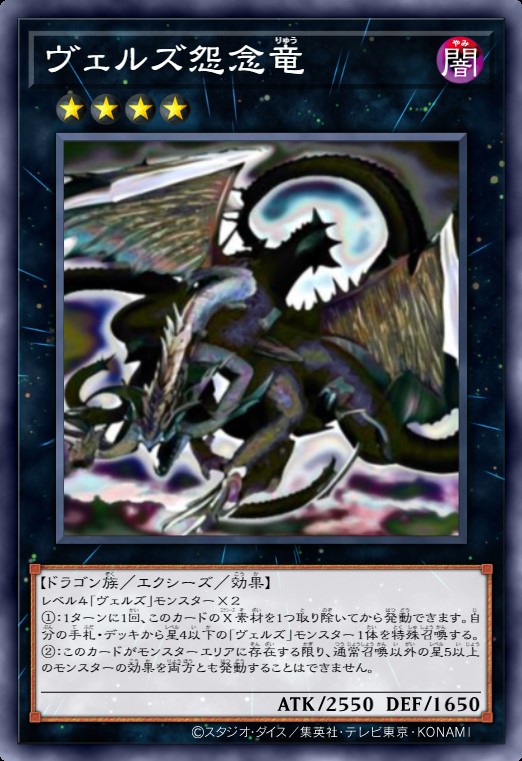 ヴェルズ怨念竜
りゅう
やみ
闇
【ドラゴン族／エクシーズ／効果】
レベル4「ヴェルズ」モンスター×2
①：1ターンに1回、このカードのX素材を1つ取り除いてから発動できます。自
分の手札・デッキから星4以下の「ヴェルズ」モンスター1体を特殊召喚する。
②：このカードがモンスターエリアに存在する限り、通常召喚以外の星5以上
のモンスターの効果を両方とも発動することはできません。
ATK/2550 DEF/1650
©スタジオ・ダイス／集英社・テレビ東京・KONAMI